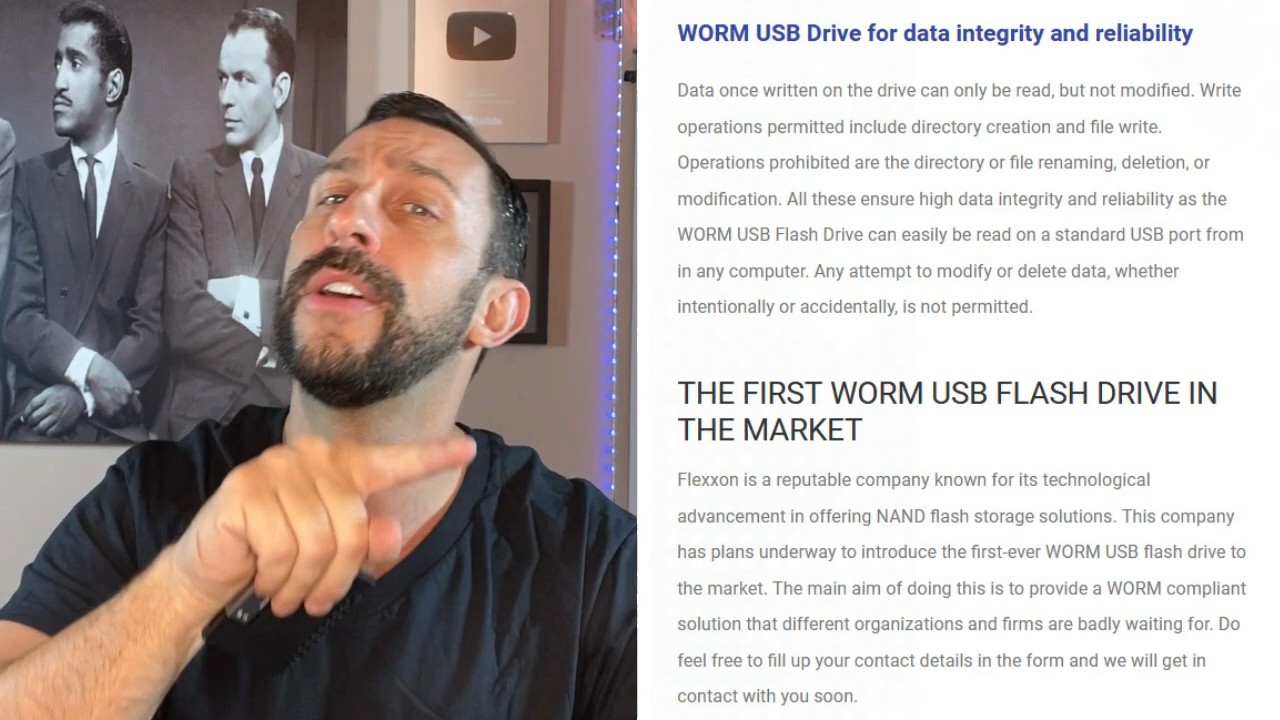 WORM USB Drive for data integrity and reliability
Data once written on the drive can only be read, but not modified. Write
operations permitted include directory creation and file write.
Operations prohibited are the directory or file renaming, deletion, or
modification. All these ensure high data integrity and reliability as the
WORM USB Flash Drive can easily be read on a standard USB port from
in any computer. Any attempt to modify or delete data, whether
intentionally or accidentally, is not permitted.
THE FIRST WORM USB FLASH DRIVE IN
THE MARKET
Flexxon is a reputable company known for its technological
advancement in offering NAND flash storage solutions. This company
has plans underway to introduce the first-ever WORM USB flash drive to
the market. The main aim of doing this is to provide a WORM compliant
solution that different organizations and firms are badly waiting for. Do
feel free to fill up your contact details in the form and we will get in
contact with you soon.